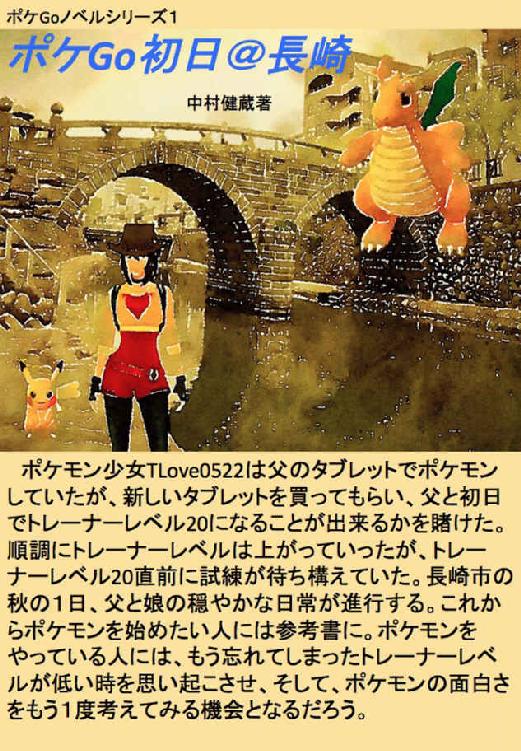 ポケGoノベルシリーズ1
ポケGo初日@長崎
中村健蔵著
ポケモン少女TLove0522は父のタブレットでポケモン
していたが、新しいタブレットを買ってもらい、父と初日
でトレーナーレベル20になることが出来るかを賭けた。
順調にトレーナーレベルは上がっていったが、トレー
ナーレベル20直前に試練が待ち構えていた。長崎市の
秋の1日、父と娘の穏やかな日常が進行する。これか
らポケモンを始めたい人には参考書に。ポケモンを
やっている人には、もう忘れてしまったトレーナーレベ
ルが低い時を思い起こさせ、そして、ポケモンの面白さ
をもう1度考えてみる機会となるだろう。